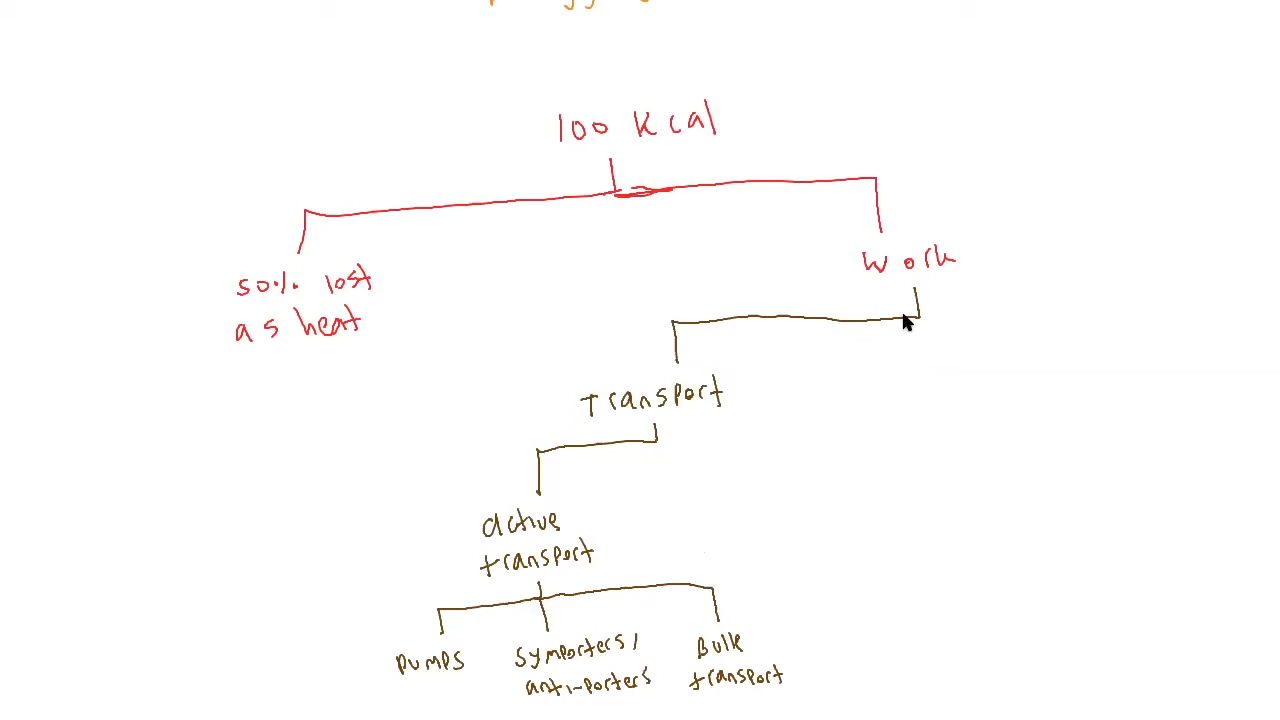 100 Kcal
50% lost
as heat
work
Transport
active
transport
Pumps
symporters/
anti-porters
Bulk
transport